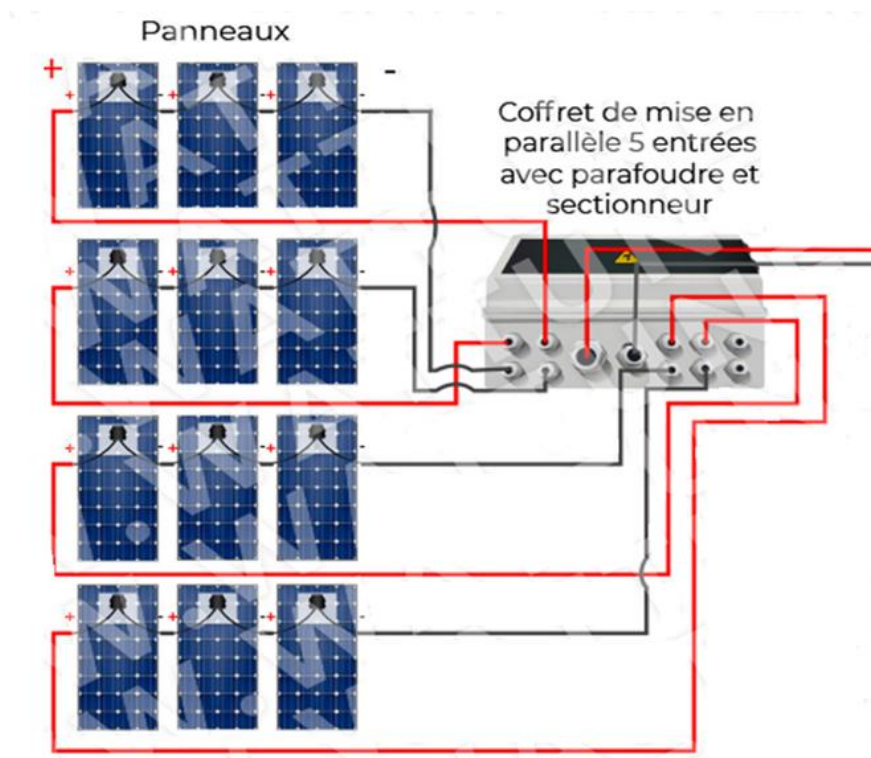 Panneaux
+ -
+ - + - + -
Coffret de mise en
parallèle 5 entrées
avec parafoudre et
sectionneur
+ - + - + -
+ - + - + -
+ - + - + -